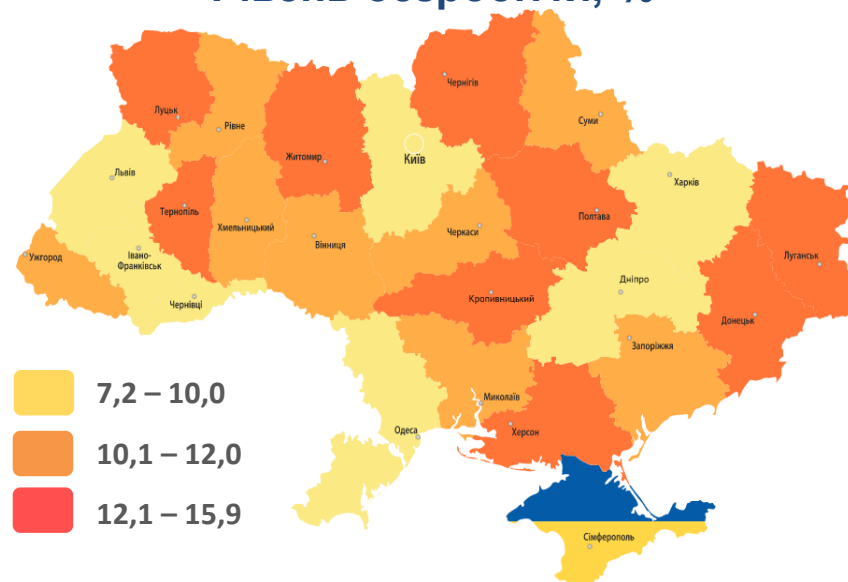 Рівень безробіття, %
Чернігів
Луцьк
Рівне
Суми
Київ
Житомир
Львів
Харків
Тернопіль
Полтава
Хмельницький
Черкаси
Вінниця
Ужгород
Івано-
Франківськ
Луганськ
Дніпро
Чернівці
Кропивницький
Донецьк
Запоріжжя
7,2 – 10,0
Миколаїв
Одеса
Херсон
10,1 – 12,0
12,1 – 15,9
Сімферополь